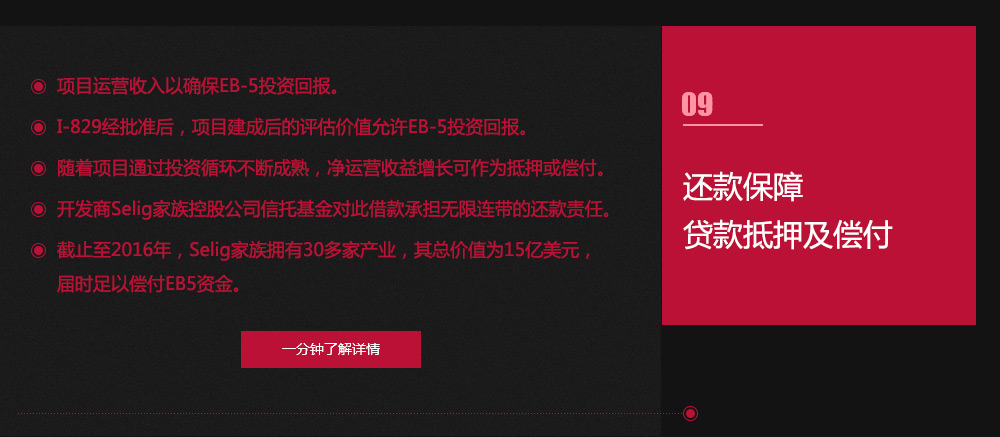 项目运营收入以确保EB-5投资回报。
I-829经批准后，项目建成后的评估价值允许EB-5投资回报。
随着项目通过投资循环不断成熟，净运营收益增长可作为抵押或偿付。
开发商Selig家族控股公司信托基金对此借款承担无限连带的还款责任。
截止至2016年，Selig家族拥有30多家产业，其总价值为15亿美元，
届时足以偿付EB5资金。
一分钟了解详情
09
还款保障
贷款抵押及偿付